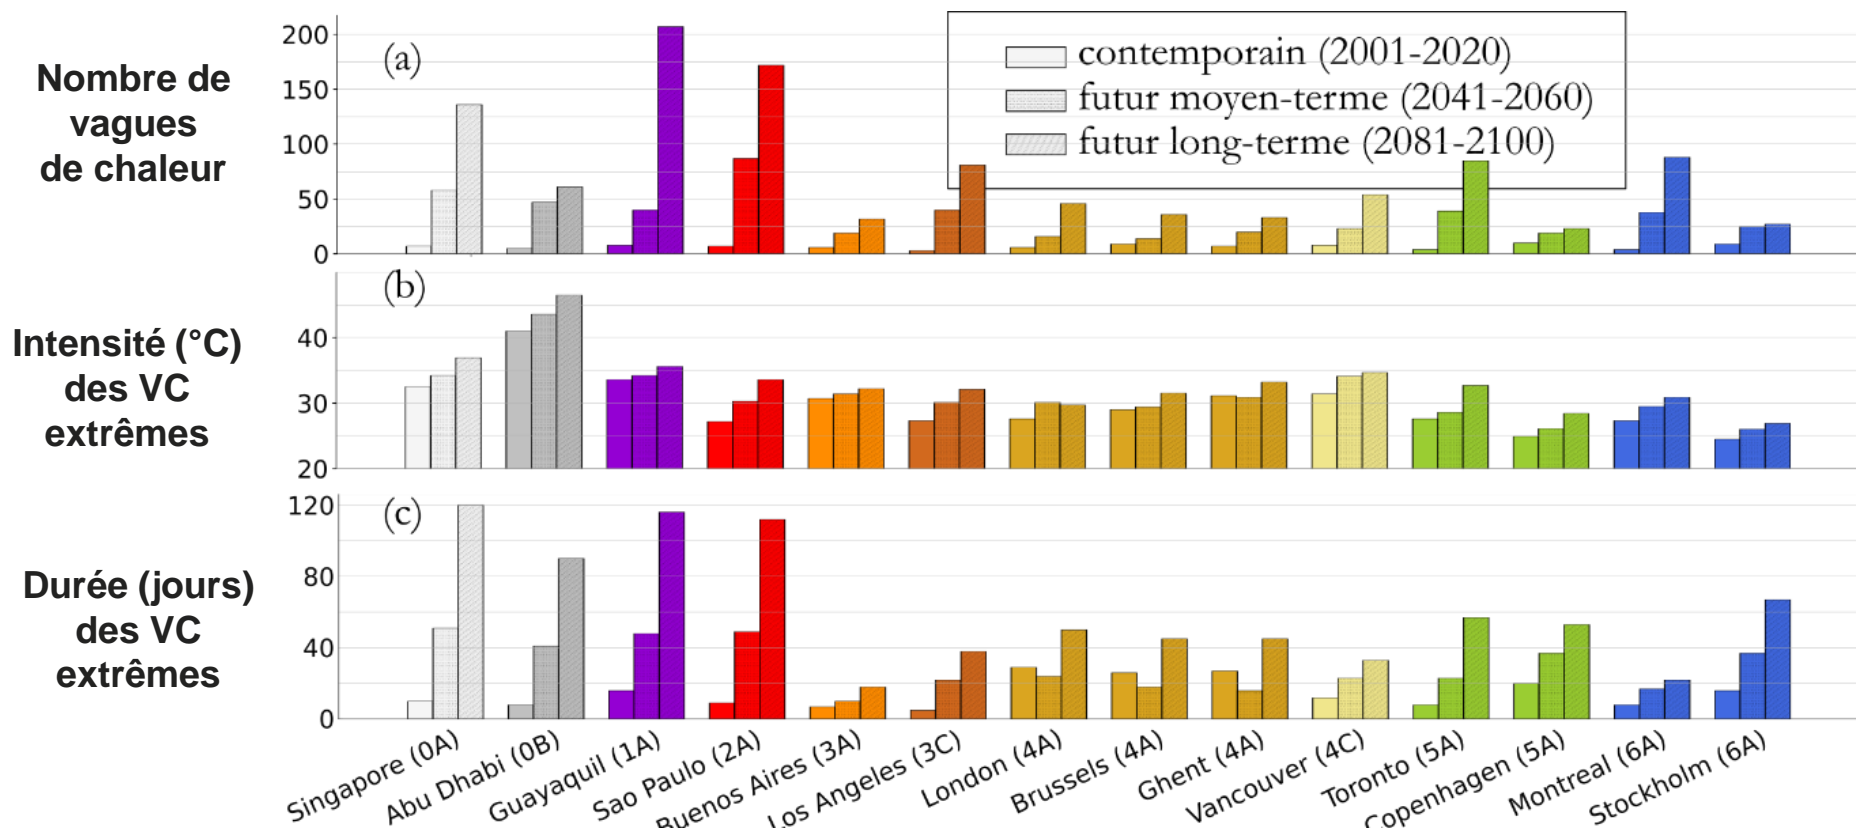 Nombre de
vagues
de chaleur
200
150
100
50
0
(a)
contemporain (2001-2020)
futur moyen-terme (2041-2060)
futur long-terme (2081-2100)
Intensité (°C)
des VC
extrêmes
40
30
20
(b)
Durée (jours)
des VC
extrêmes
120
80
40
0
(c)
Singapore (0A)
Abu Dhabi (0B)
Guayaquil (1A)
Sao Paulo (2A)
Buenos Aires (3A)
Los Angeles (3C)
London (4A)
Brussels (4A)
Ghent (4A)
Vancouver (4C)
Toronto (5A)
Copenhagen (5A)
Montreal (6A)
Stockholm (6A)